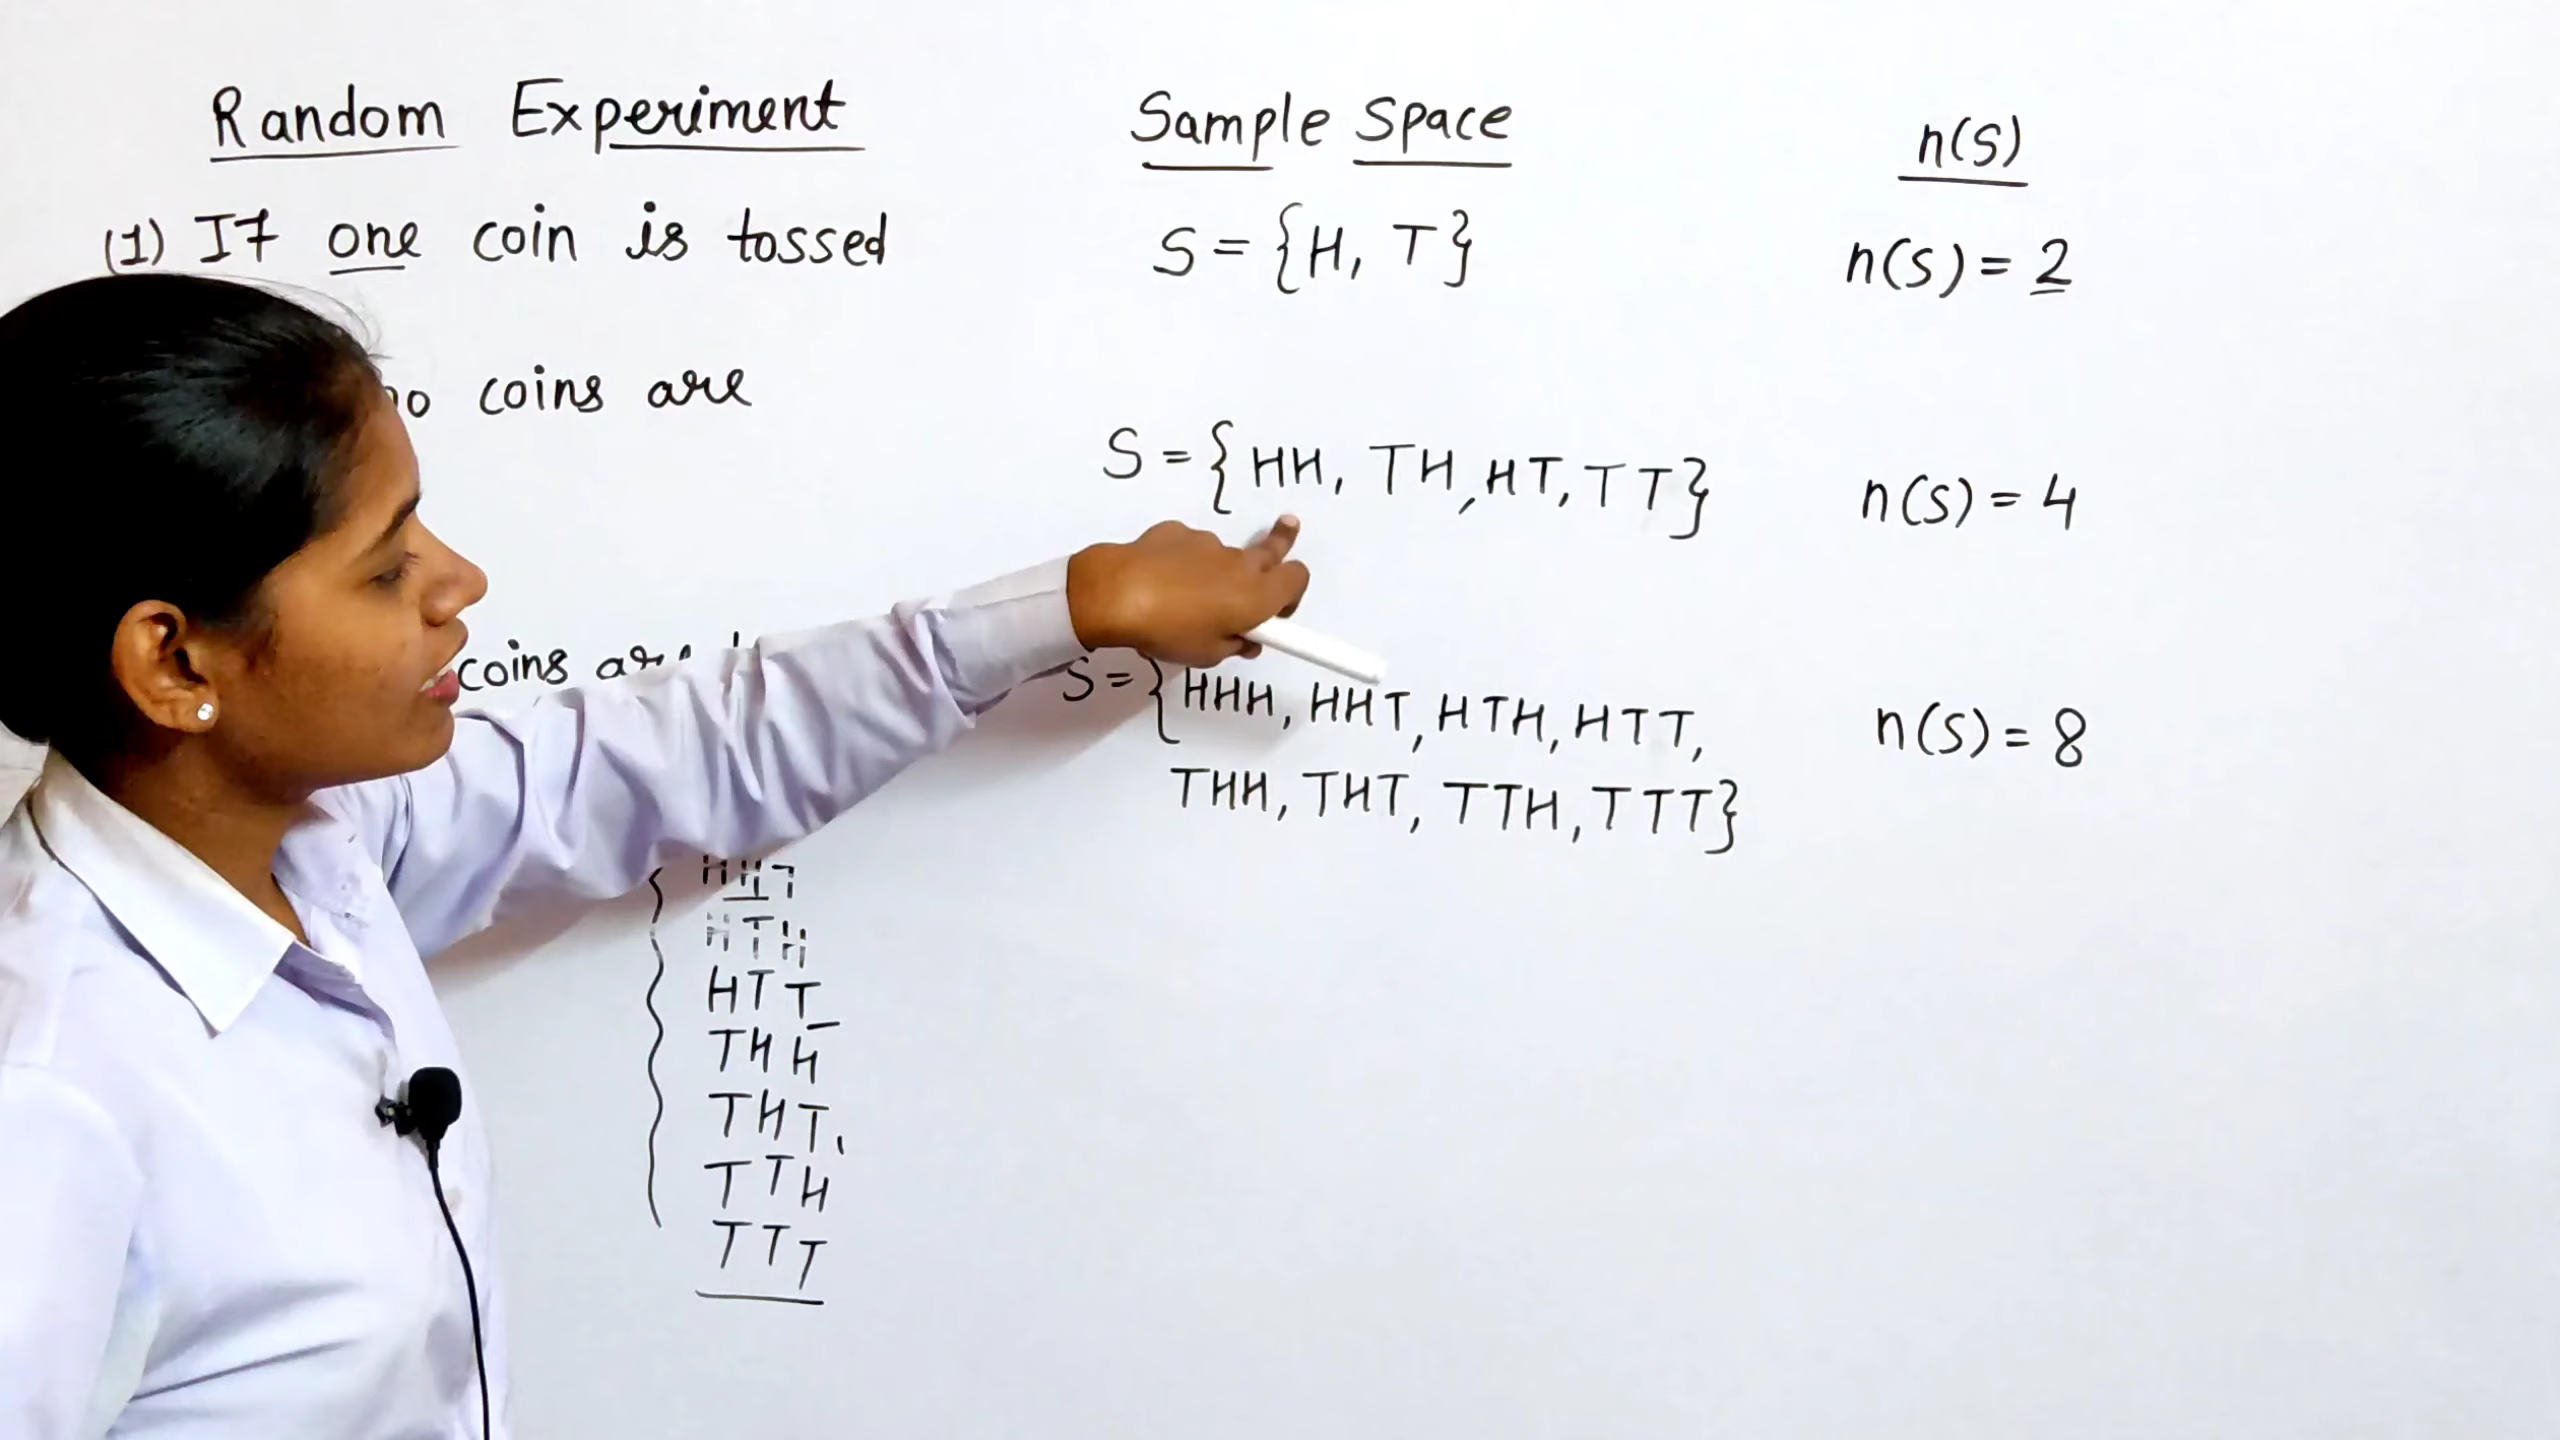 Random Experiment
Sample Space
n(S)
(1) If one coin is tossed
S = {H, T}
n(S) = 2
coins are
S = {HH, TH, HT, TT}
n(S) = 4
coins are
S = {HHH, HHT, HTH, HTT,
THH, THT, TTH, TTT}
n(S) = 8
HHT
HTH
HTT
THH
THT
TTH
TTT